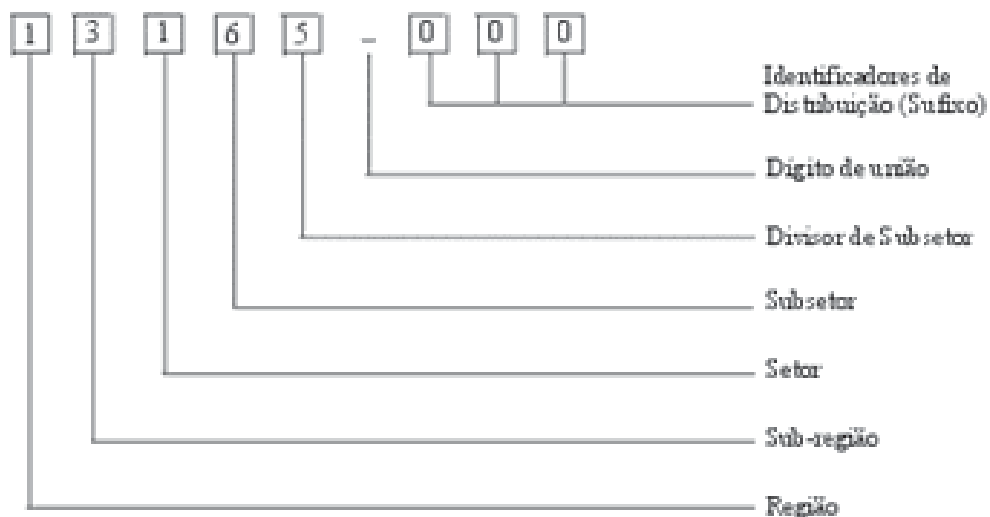 1 3 1 6 5 - 0 0 0
Identificadores de
Distribuição (Sufixo)
Dígito de união
Divisor de Subsetor
Subsetor
Setor
Sub-região
Região